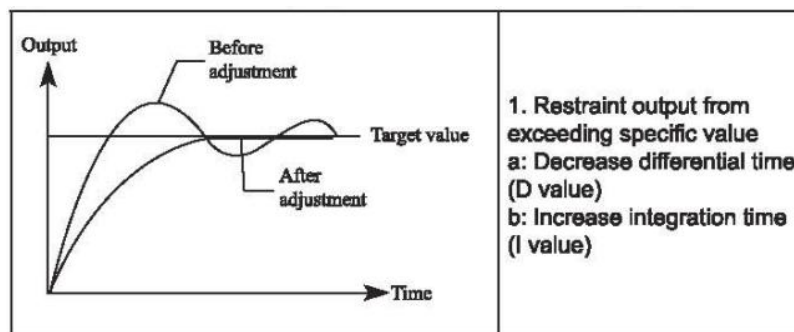 Output
Before
adjustment
Target value
After
adjustment
Time
1. Restraint output from
exceeding specific value
a: Decrease differential time
(D value)
b: Increase integration time
(I value)